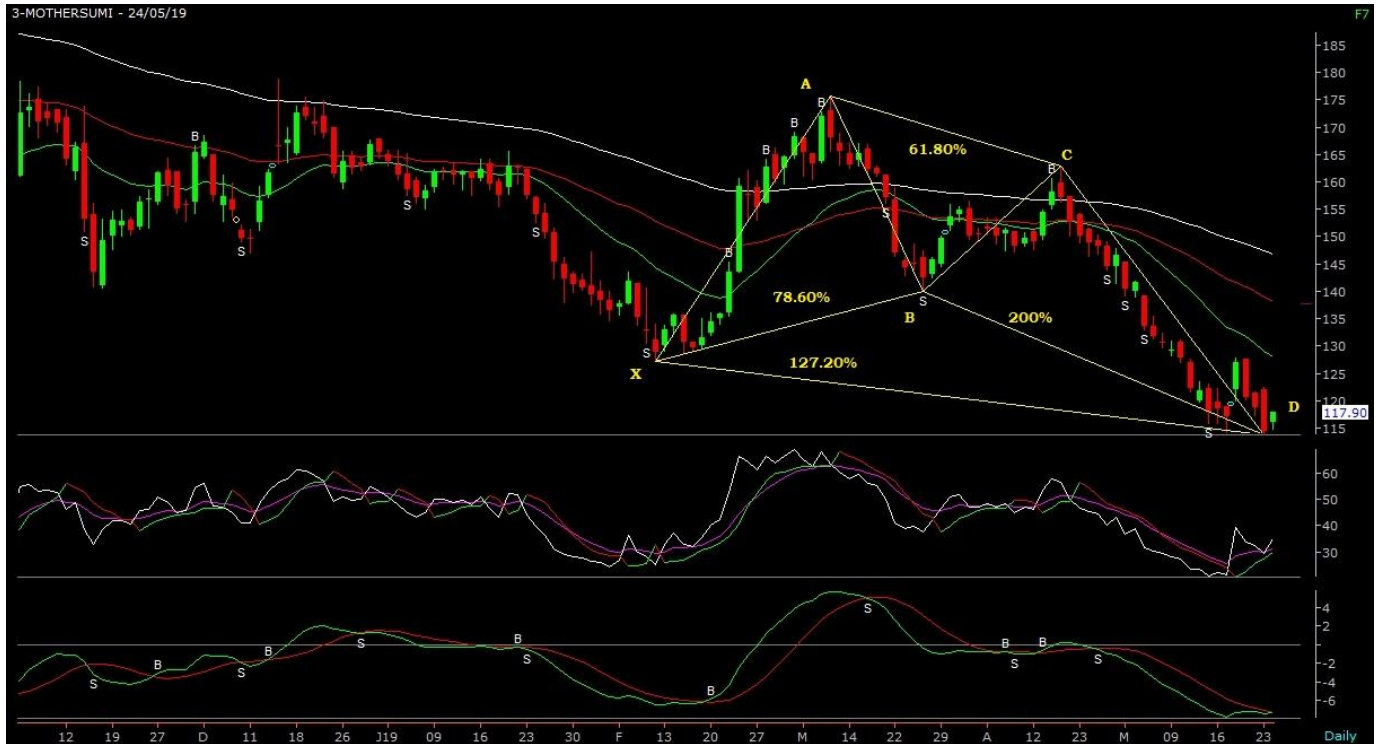 3-MOTHERSUMI - 24/05/19
F7
185
180
175
170
165
160
155
150
145
140
135
130
125
120
117.90
115
A
61.80%
C
78.60%
B
200%
X
127.20%
D
B
B
B
B
B
B
S
S
S
S
S
S
S
S
S
S
S
60
50
40
30
4
2
-2
-4
-6
S
B
S
B
S
B
S
B
S
B
S
B
S
12 19 27 D 11 18 26 J19 09 16 23 F 13 20 27 M 14 22 29 A 12 23 M 09 16 23 Daily